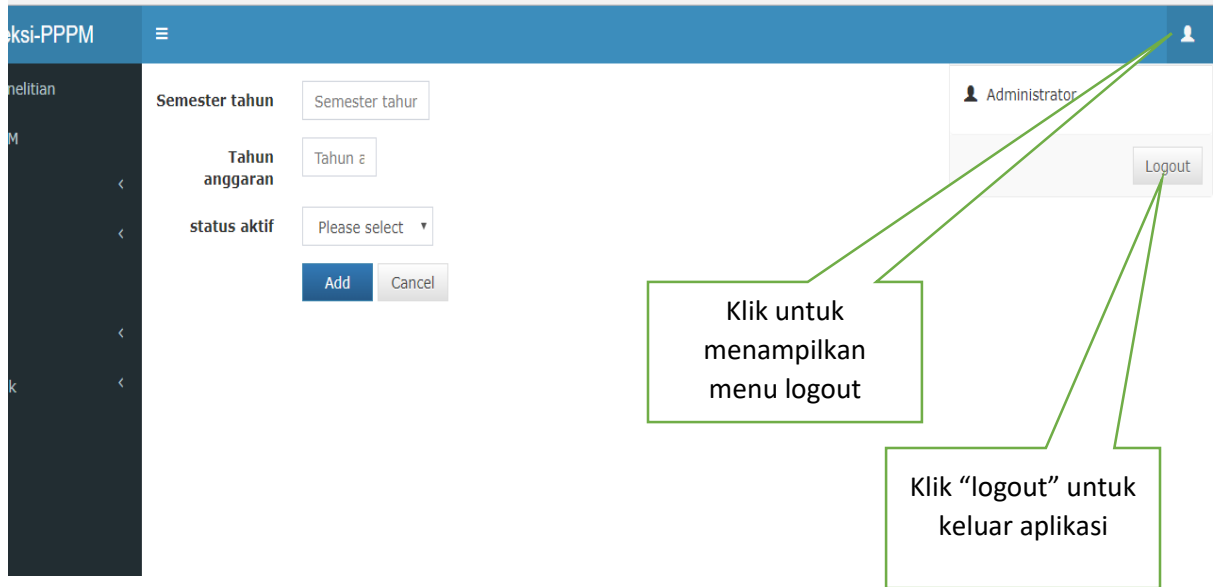 eksi-PPPM
nelitian
M
k
Semester tahun
Semester tahur
Tahun
anggaran
Tahun a
status aktif
Please select
Add
Cancel
Administrator
Logout
Klik untuk
menampilkan
menu logout
Klik “logout” untuk
keluar aplikasi